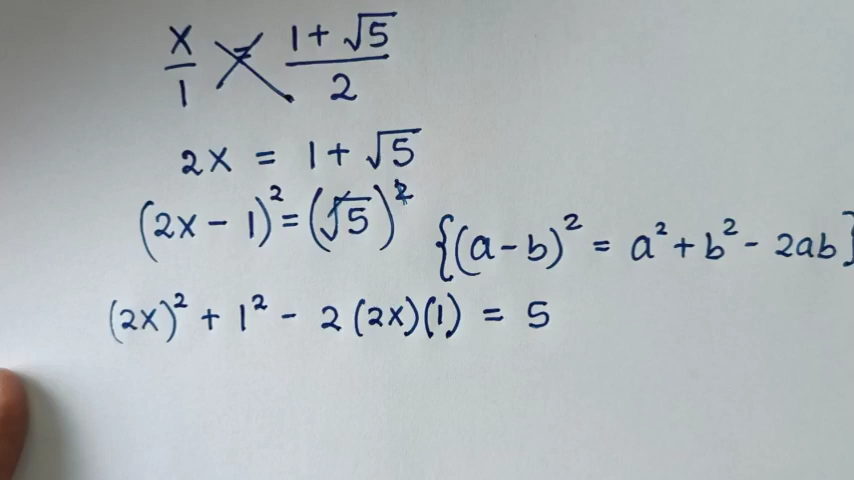 x/1 = (1 + √5)/2
2x = 1 + √5
(2x - 1)² = (√5)² {(a - b)² = a² + b² - 2ab}
(2x)² + 1² - 2(2x)(1) = 5